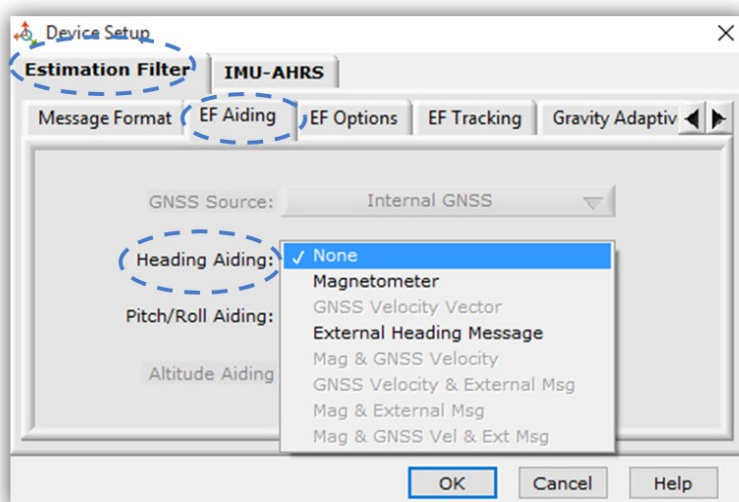 Device Setup
Estimation Filter IMU-AHRS
Message Format EF Aiding EF Options EF Tracking Gravity Adaptiv
GNSS Source: Internal GNSS
Heading Aiding: ✓ None
Magnetometer
GNSS Velocity Vector
Pitch/Roll Aiding: External Heading Message
Mag & GNSS Velocity
Altitude Aiding GNSS Velocity & External Msg
Mag & External Msg
Mag & GNSS Vel & Ext Msg
OK Cancel Help